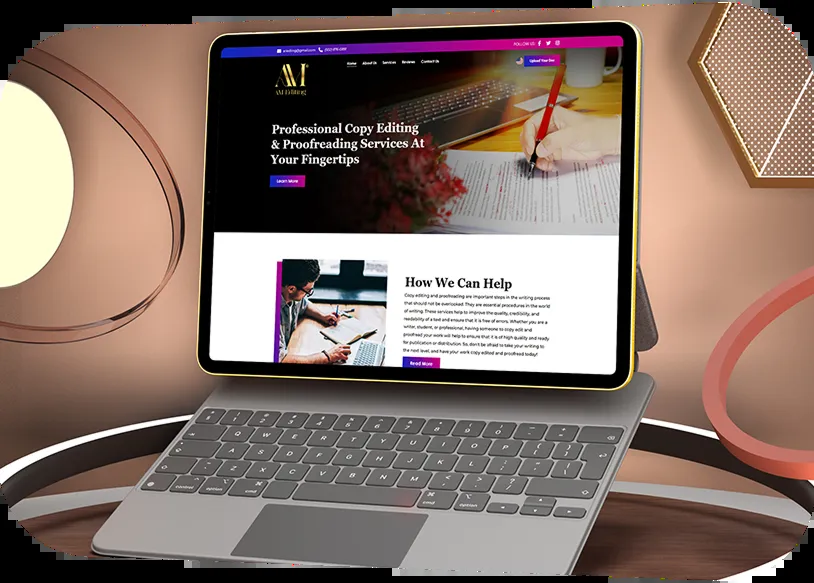 FOLLOW US
AM Editing
Home About Us Services Reviews Contact Us
Upload Your Doc
Professional Copy Editing
& Proofreading Services At
Your Fingertips
Learn More
How We Can Help
Copy editing and proofreading are important steps in the writing process
that should not be overlooked. They are essential procedures in the world
of writing. These services help to improve the quality, credibility, and
readability of a text and ensure that it is free of errors. Whether you are a
writer, student, or professional, having someone to copy edit and
proofread your work will help to ensure that it is of high quality and ready
for publication or distribution. So, don't be afraid to take your writing to
the next level, and have your work copy edited and proofread today!
Read More
Q W E R T Y U I O P
A S D F G H J K L
Z X C V B N M
control option cmd cmd option